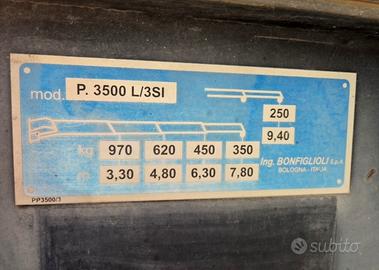 mod. P. 3500 L/3SI
250
9,40
kg 970 620 450 350
m 3,30 4,80 6,30 7,80
Ing. BONFIGLIOLI S.p.A.
BOLOGNA - ITALIA
PP3500/3
subito